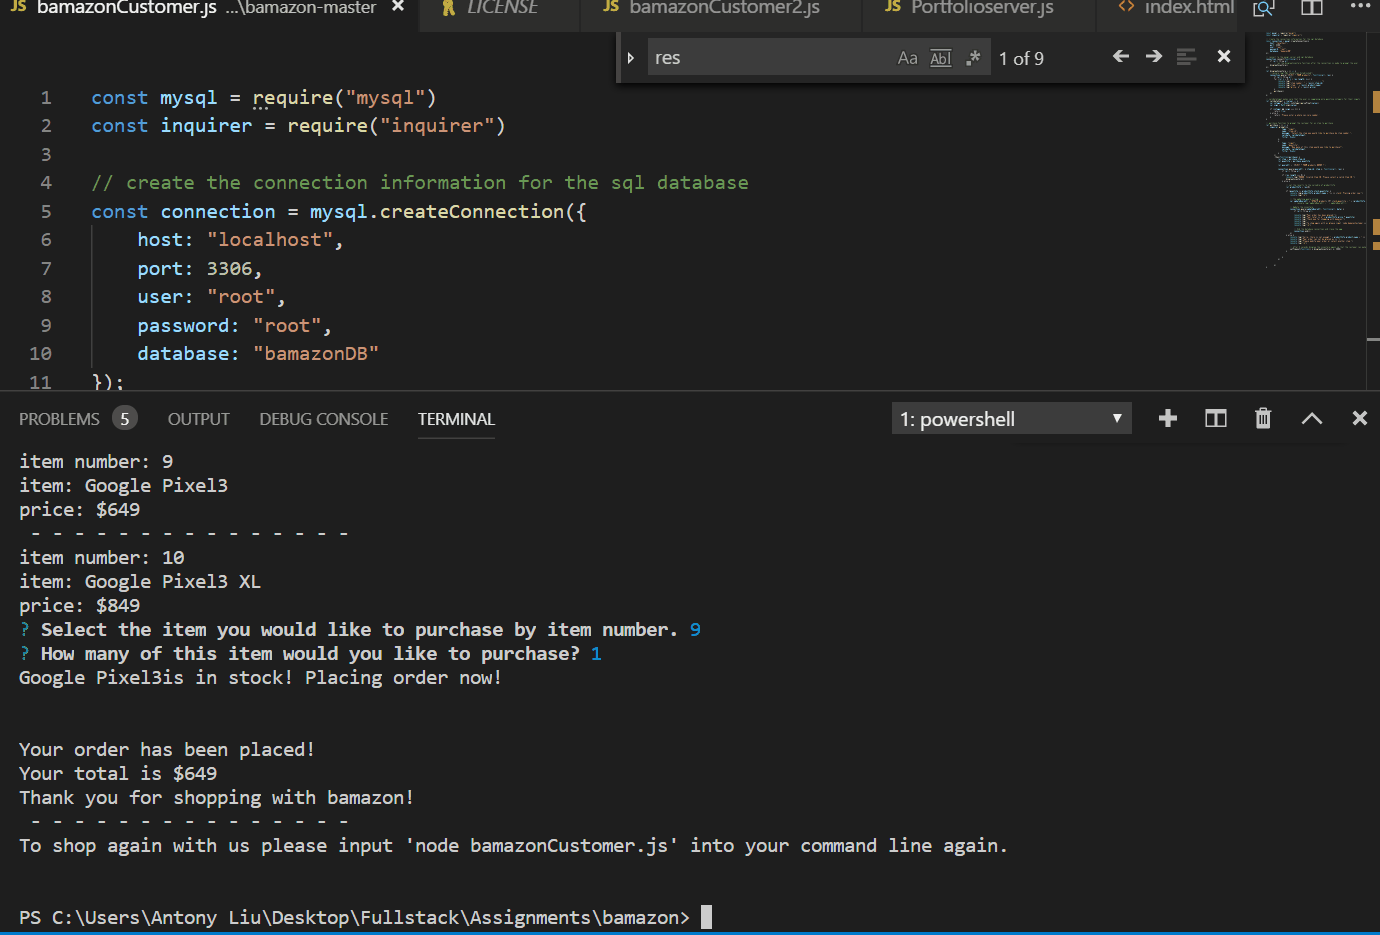 JS bamazonCustomer.js ...\bamazon-master × LICENSE JS bamazonCustomer2.js JS Portfolioserver.js <> index.html ...
res Aa Abl .* 1 of 9
1 const mysql = require("mysql")
2 const inquirer = require("inquirer")
3
4 // create the connection information for the sql database
5 const connection = mysql.createConnection({
6 host: "localhost",
7 port: 3306,
8 user: "root",
9 password: "root",
10 database: "bamazonDB"
11 });
PROBLEMS 5 OUTPUT DEBUG CONSOLE TERMINAL 1: powershell
item number: 9
item: Google Pixel3
price: $649
- - - - - - - - - - - - - - -
item number: 10
item: Google Pixel3 XL
price: $849
? Select the item you would like to purchase by item number. 9
? How many of this item would you like to purchase? 1
Google Pixel3is in stock! Placing order now!
Your order has been placed!
Your total is $649
Thank you for shopping with bamazon!
- - - - - - - - - - - - - - -
To shop again with us please input 'node bamazonCustomer.js' into your command line again.
PS C:\Users\Antony Liu\Desktop\Fullstack\Assignments\bamazon>